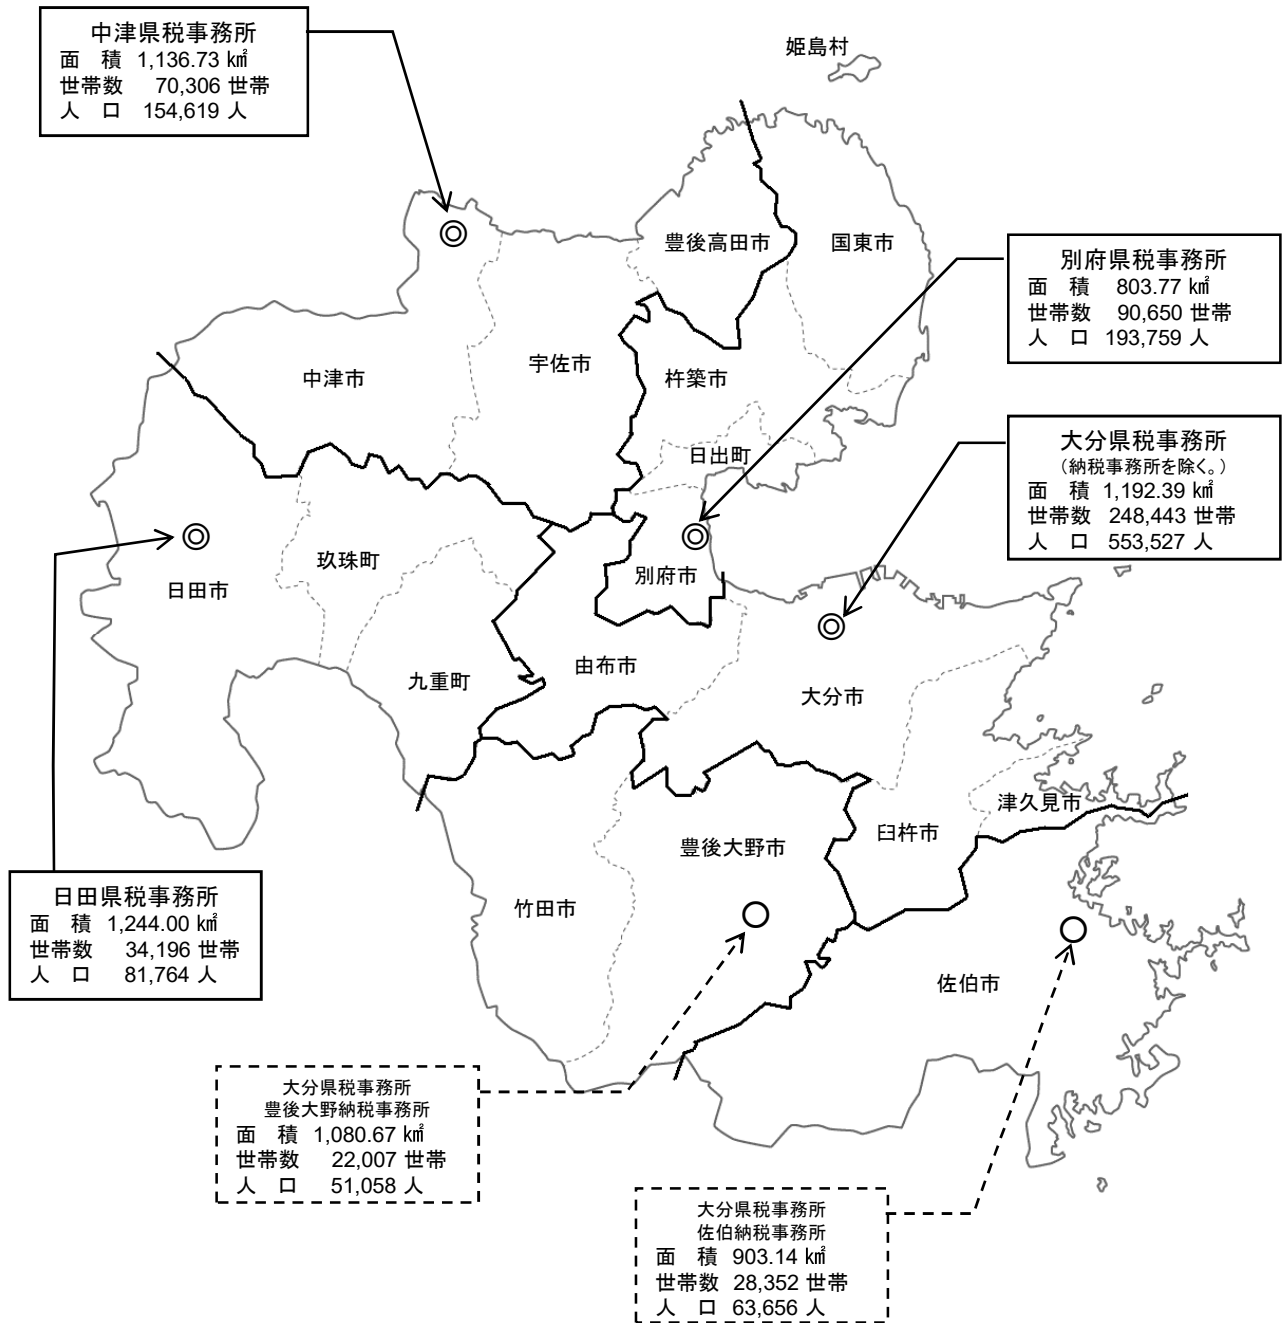 中津県税事務所
面 積 1,136.73 ㎢
世帯数 70,306 世帯
人 口 154,619 人
姫島村
豊後高田市
国東市
別府県税事務所
面 積 803.77 ㎢
世帯数 90,650 世帯
人 口 193,759 人
中津市
宇佐市
杵築市
日出町
大分県税事務所
（納税事務所を除く。）
面 積 1,192.39 ㎢
世帯数 248,443 世帯
人 口 553,527 人
日田市
玖珠町
別府市
九重町
由布市
大分市
津久見市
臼杵市
豊後大野市
竹田市
佐伯市
日田県税事務所
面 積 1,244.00 ㎢
世帯数 34,196 世帯
人 口 81,764 人
大分県税事務所
豊後大野納税事務所
面 積 1,080.67 ㎢
世帯数 22,007 世帯
人 口 51,058 人
大分県税事務所
佐伯納税事務所
面 積 903.14 ㎢
世帯数 28,352 世帯
人 口 63,656 人